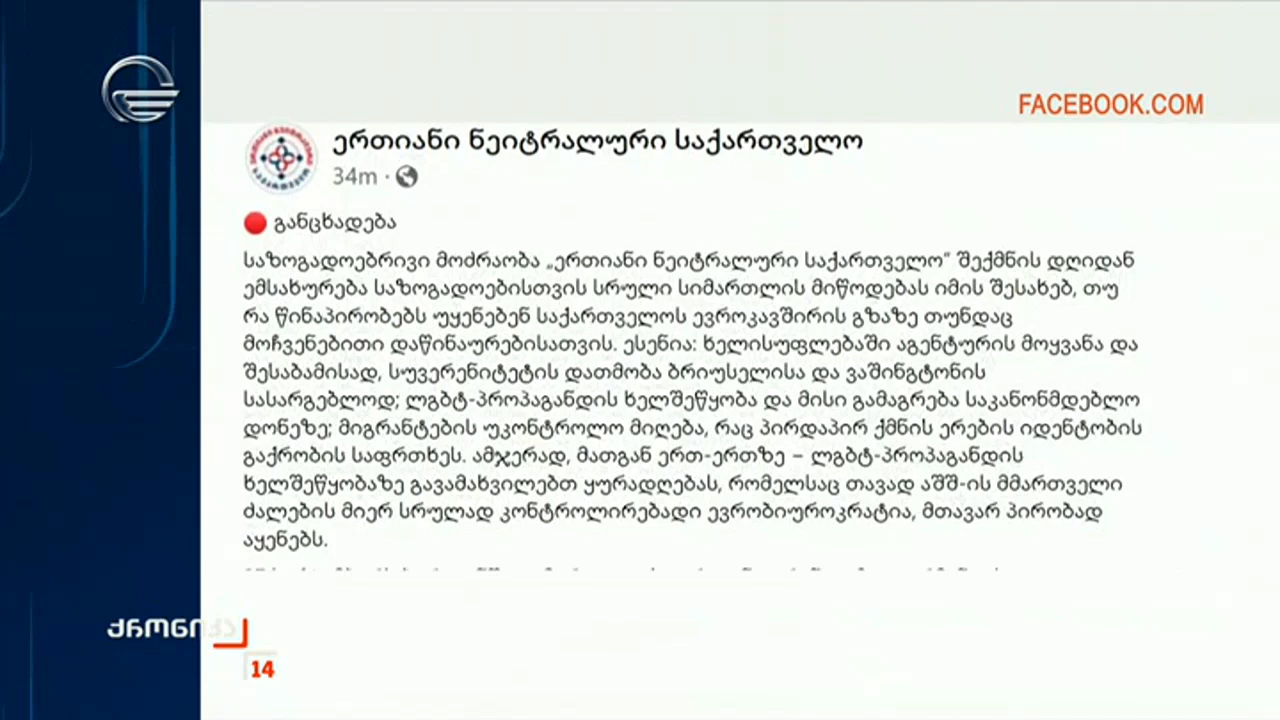 FACEBOOK.COM
ერთიანი ნეიტრალური საქართველო
34m ·
განცხადება
საზოგადოებრივი მოძრაობა „ერთიანი ნეიტრალური საქართველო“ შექმნის დღიდან
ემსახურება საზოგადოებისთვის სრული სიმართლის მიწოდებას იმის შესახებ, თუ
რა წინაპირობებს უყენებენ საქართველოს ევროკავშირის გზაზე თუნდაც
მოჩვენებითი დაწინაურებისათვის. ესენია: ხელისუფლებაში აგენტურის მოყვანა და
შესაბამისად, სუვერენიტეტის დათმობა ბრიუსელისა და ვაშინგტონის
სასარგებლოდ; ლგბტ-პროპაგანდის ხელშეწყობა და მისი გამაგრება საკანონმდებლო
დონეზე; მიგრანტების უკონტროლო მიღება, რაც პირდაპირ ქმნის ერების იდენტობის
გაქრობის საფრთხეს. ამჯერად, მათგან ერთ-ერთზე – ლგბტ-პროპაგანდის
ხელშეწყობაზე გავამახვილებთ ყურადღებას, რომელსაც თავად აშშ-ის მმართველი
ძალების მიერ სრულად კონტროლირებადი ევრობიუროკრატია, მთავარ პირობად
აყენებს.
ქრონიკა
14